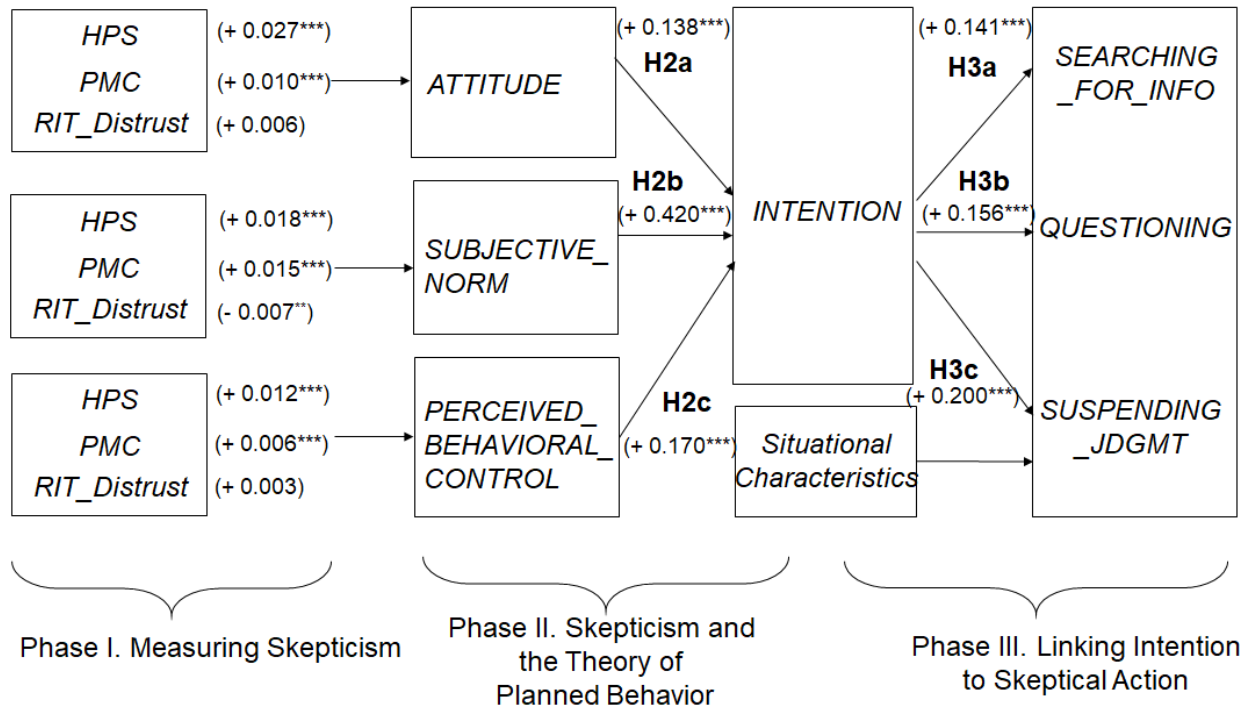 HPS
(+ 0.027***)
PMC
(+ 0.010***)
RIT_Distrust
(+ 0.006)
ATTITUDE
(+ 0.138***)
H2a
HPS
(+ 0.018***)
PMC
(+ 0.015***)
RIT_Distrust
(- 0.007**)
SUBJECTIVE_
NORM
H2b
(+ 0.420***)
HPS
(+ 0.012***)
PMC
(+ 0.006***)
RIT_Distrust
(+ 0.003)
PERCEIVED_
BEHAVIORAL_
CONTROL
H2c
(+ 0.170***)
INTENTION
Situational
Characteristics
(+ 0.141***)
H3a
H3b
(+ 0.156***)
H3c
(+ 0.200***)
SEARCHING
_FOR_INFO
QUESTIONING
SUSPENDING
_JDGMT
Phase I. Measuring Skepticism
Phase II. Skepticism and
the Theory of
Planned Behavior
Phase III. Linking Intention
to Skeptical Action